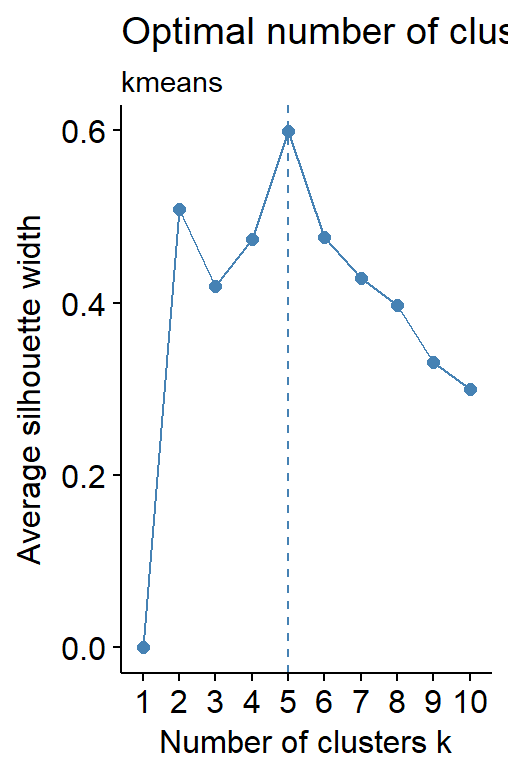 Optimal number of clus
kmeans
0.6
0.4
0.2
0.0
Average silhouette width
1 2 3 4 5 6 7 8 9 10
Number of clusters k